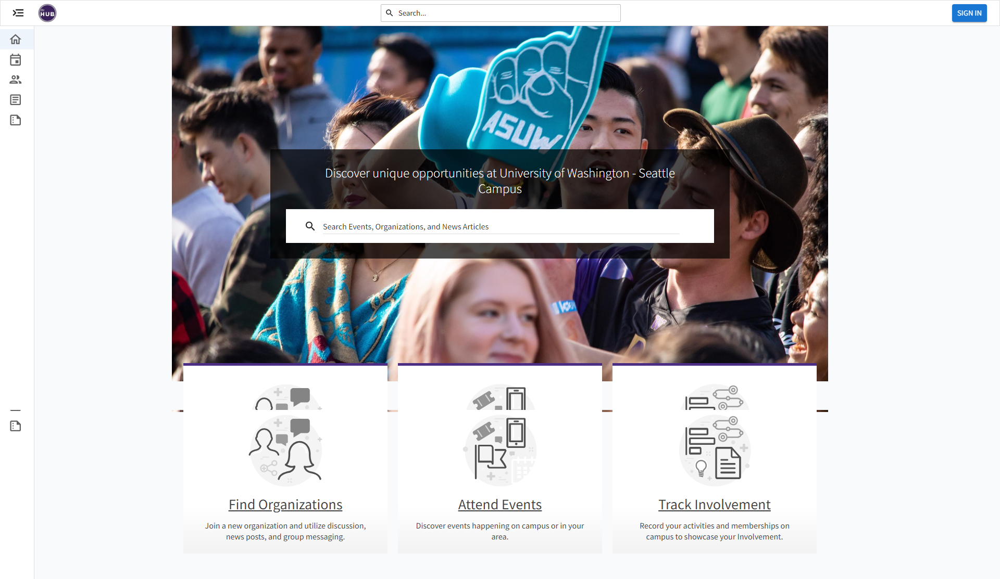 the
HUB
Search...
SIGN IN
ASUW
Discover unique opportunities at University of Washington - Seattle
Campus
Search Events, Organizations, and News Articles
Find Organizations
Join a new organization and utilize discussion,
news posts, and group messaging.
Attend Events
Discover events happening on campus or in your
area.
Track Involvement
Record your activities and memberships on
campus to showcase your Involvement.